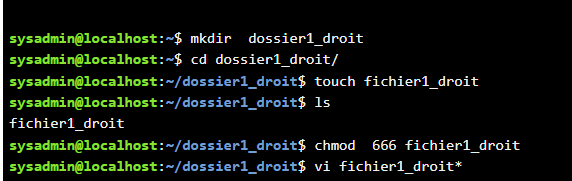 sysadmin@localhost:~$ mkdir  dossier1_droit
sysadmin@localhost:~$ cd dossier1_droit/
sysadmin@localhost:~/dossier1_droit$ touch fichier1_droit
sysadmin@localhost:~/dossier1_droit$ ls
fichier1_droit
sysadmin@localhost:~/dossier1_droit$ chmod  666 fichier1_droit
sysadmin@localhost:~/dossier1_droit$ vi fichier1_droit*